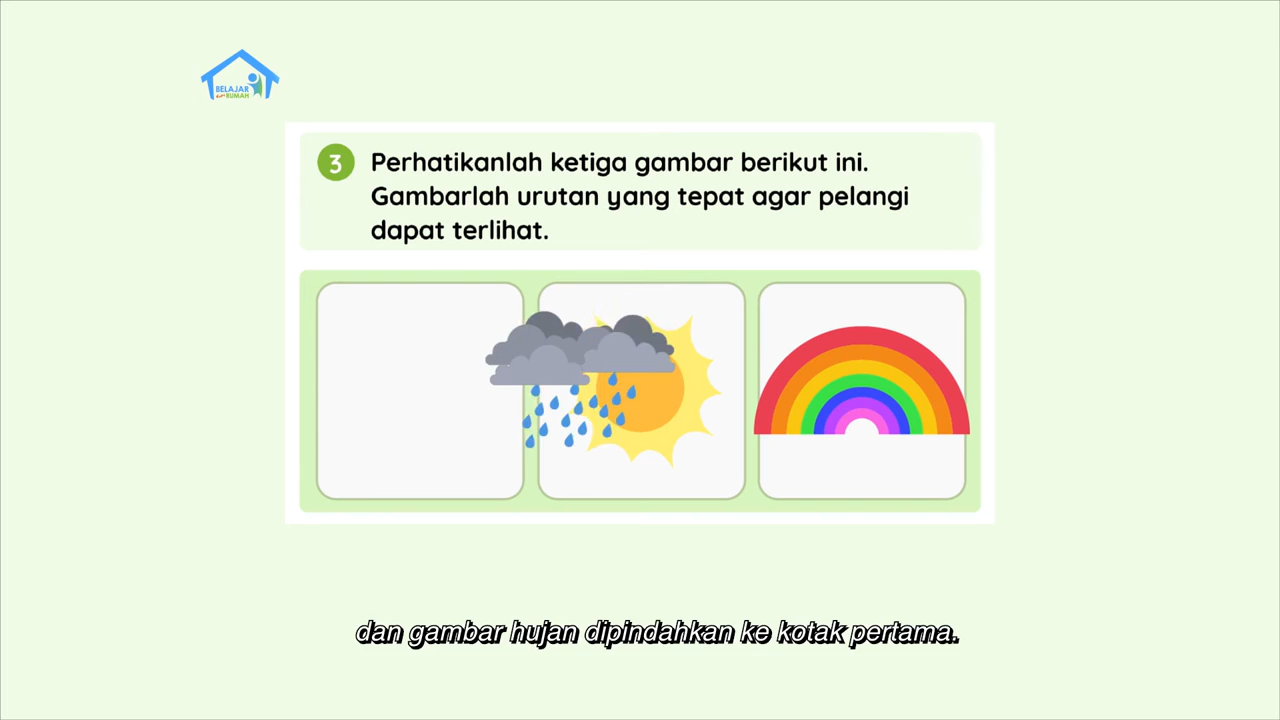 BELAJAR
dari RUMAH
3 Perhatikanlah ketiga gambar berikut ini.
Gambarlah urutan yang tepat agar pelangi
dapat terlihat.
dan gambar hujan dipindahkan ke kotak pertama.